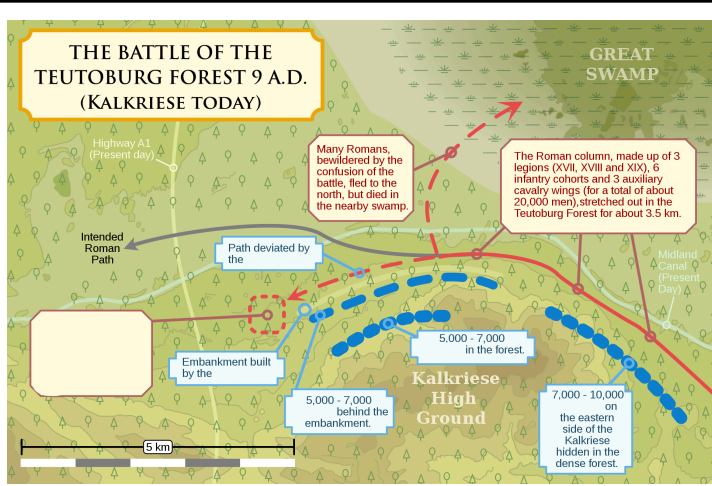 THE BATTLE OF THE
TEUTOBURG FOREST 9 A.D.
(KALKRIESE TODAY)
GREAT
SWAMP
Highway A1
(Present day)
Many Romans,
bewildered by the
confusion of the
battle, fled to the
north, but died in
the nearby swamp.
The Roman column, made up of 3
legions (XVII, XVIII and XIX), 6
infantry cohorts and 3 auxiliary
cavalry wings (for a total of about
20,000 men),stretched out in the
Teutoburg Forest for about 3.5 km.
Intended
Roman
Path
Path deviated by
the
Midland
Canal
(Present
Day)
Embankment built
by the
5,000 - 7,000
in the forest.
Kalkriese
High
Ground
5,000 - 7,000
behind the
embankment.
7,000 - 10,000
on
the eastern
side of the
Kalkriese
hidden in the
dense forest.
5 km